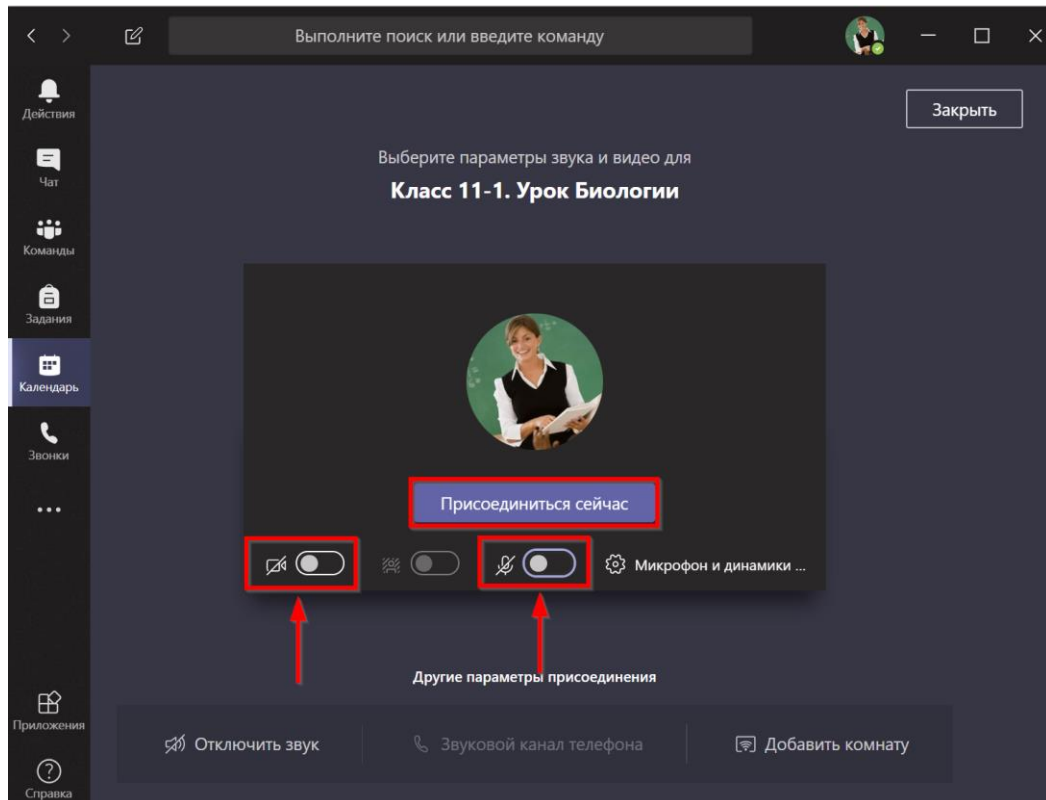 Выполните поиск или введите команду
Действия
Чат
Команды
Задания
Календарь
Звонки
Приложения
Справка
Закрыть
Выберите параметры звука и видео для
Класс 11-1. Урок Биологии
Присоединиться сейчас
Микрофон и динамики ...
Другие параметры присоединения
Отключить звук
Звуковой канал телефона
Добавить комнату